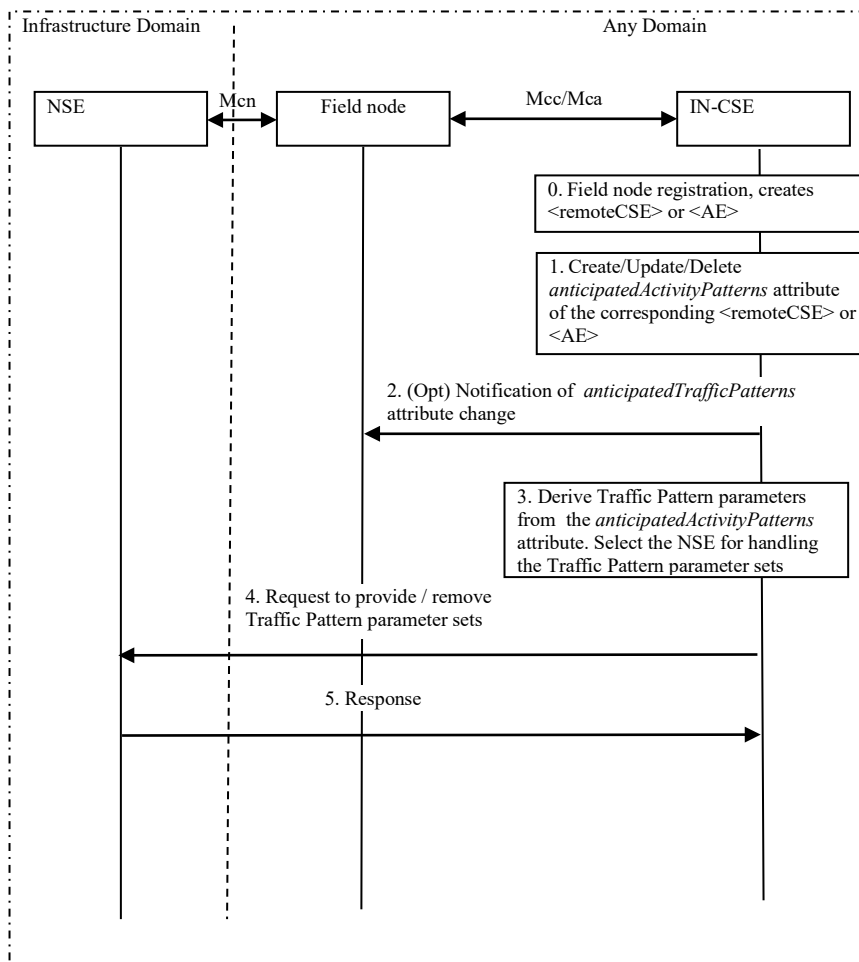 Infrastructure Domain
Any Domain
NSE
Mcn
Field node
Mcc/Mca
IN-CSE
0. Field node registration, creates
<remoteCSE> or <AE>
1. Create/Update/Delete
anticipatedActivityPatterns attribute
of the corresponding <remoteCSE> or
<AE>
2. (Opt) Notification of anticipatedTrafficPatterns
attribute change
3. Derive Traffic Pattern parameters
from the anticipatedActivityPatterns
attribute. Select the NSE for handling
the Traffic Pattern parameter sets
4. Request to provide / remove
Traffic Pattern parameter sets
5. Response